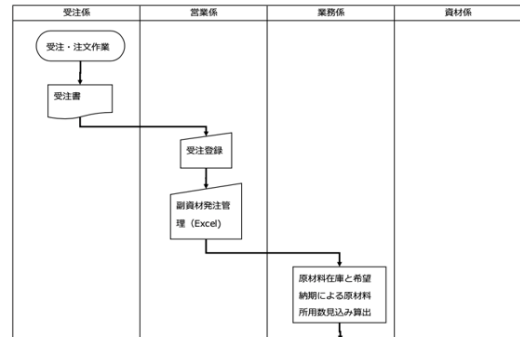 受注係
営業係
業務係
資材係
受注・注文作業
受注書
受注登録
副資材発注管
理（Excel)
原材料在庫と希望
納期による原材料
所用数見込み算出